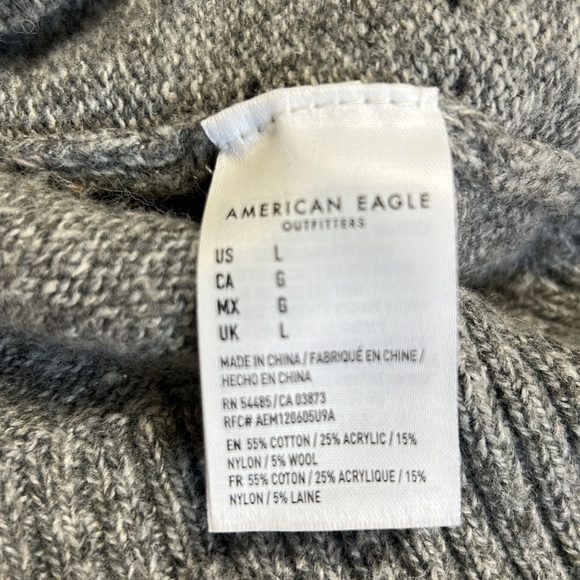 AMERICAN EAGLE
OUTFITTERS
US L
CA G
MX G
UK L
MADE IN CHINA / FABRIQUÉ EN CHINE /
HECHO EN CHINA
RN 54485 / CA 03873
RFC# AEM120605U9A
EN 55% COTTON / 25% ACRYLIC / 15%
NYLON / 5% WOOL
FR 55% COTON / 25% ACRYLIQUE / 15%
NYLON / 5% LAINE